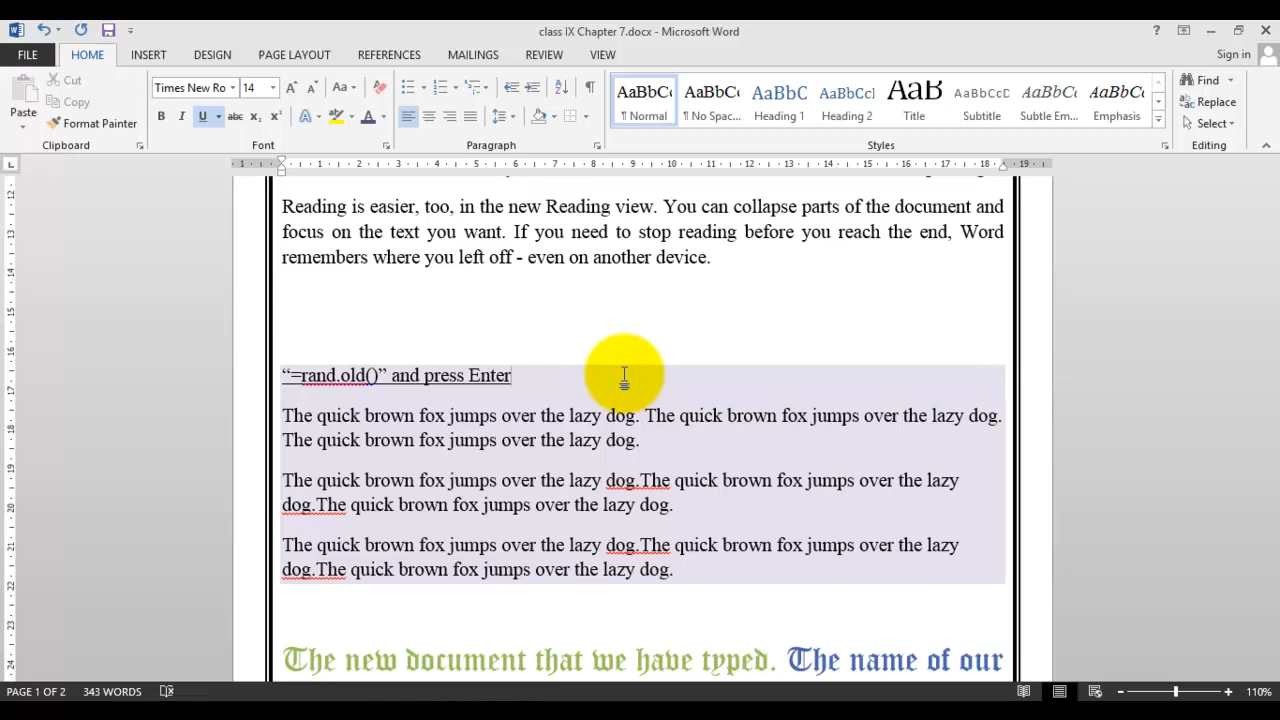 class IX Chapter 7.docx - Microsoft Word
Sign in
FILE HOME INSERT DESIGN PAGE LAYOUT REFERENCES MAILINGS REVIEW VIEW
Paste
Cut
Copy
Format Painter
Clipboard
Times New Ro 14
Font
Paragraph
AaBbCc ¶ Normal
AaBbCc ¶ No Spac...
AaBbC Heading 1
AaBbCcI Heading 2
AaB Title
AaBbCcD Subtitle
AaBbCc Subtle Em...
AaBbCc Emphasis
Styles
Find
Replace
Select
Editing
Reading is easier, too, in the new Reading view. You can collapse parts of the document and
focus on the text you want. If you need to stop reading before you reach the end, Word
remembers where you left off - even on another device.
“=rand.old()” and press Enter
The quick brown fox jumps over the lazy dog. The quick brown fox jumps over the lazy dog.
The quick brown fox jumps over the lazy dog.
The quick brown fox jumps over the lazy dog.The quick brown fox jumps over the lazy
dog.The quick brown fox jumps over the lazy dog.
The quick brown fox jumps over the lazy dog.The quick brown fox jumps over the lazy
dog.The quick brown fox jumps over the lazy dog.
The new document that we have typed. The name of our
PAGE 1 OF 2 343 WORDS
110%